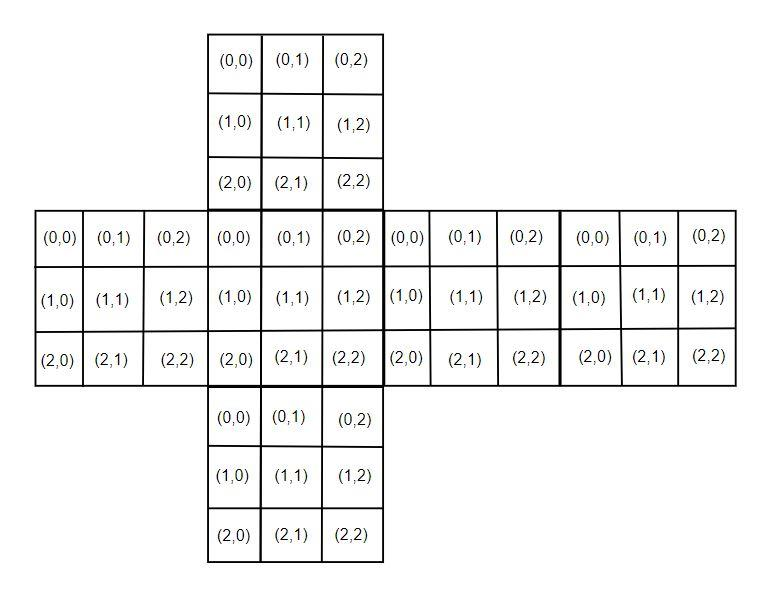 (0,0) (0,1) (0,2)
(1,0) (1,1) (1,2)
(2,0) (2,1) (2,2)
(0,0) (0,1) (0,2) (0,0) (0,1) (0,2) (0,0) (0,1) (0,2) (0,0) (0,1) (0,2)
(1,0) (1,1) (1,2) (1,0) (1,1) (1,2) (1,0) (1,1) (1,2) (1,0) (1,1) (1,2)
(2,0) (2,1) (2,2) (2,0) (2,1) (2,2) (2,0) (2,1) (2,2) (2,0) (2,1) (2,2)
(0,0) (0,1) (0,2)
(1,0) (1,1) (1,2)
(2,0) (2,1) (2,2)